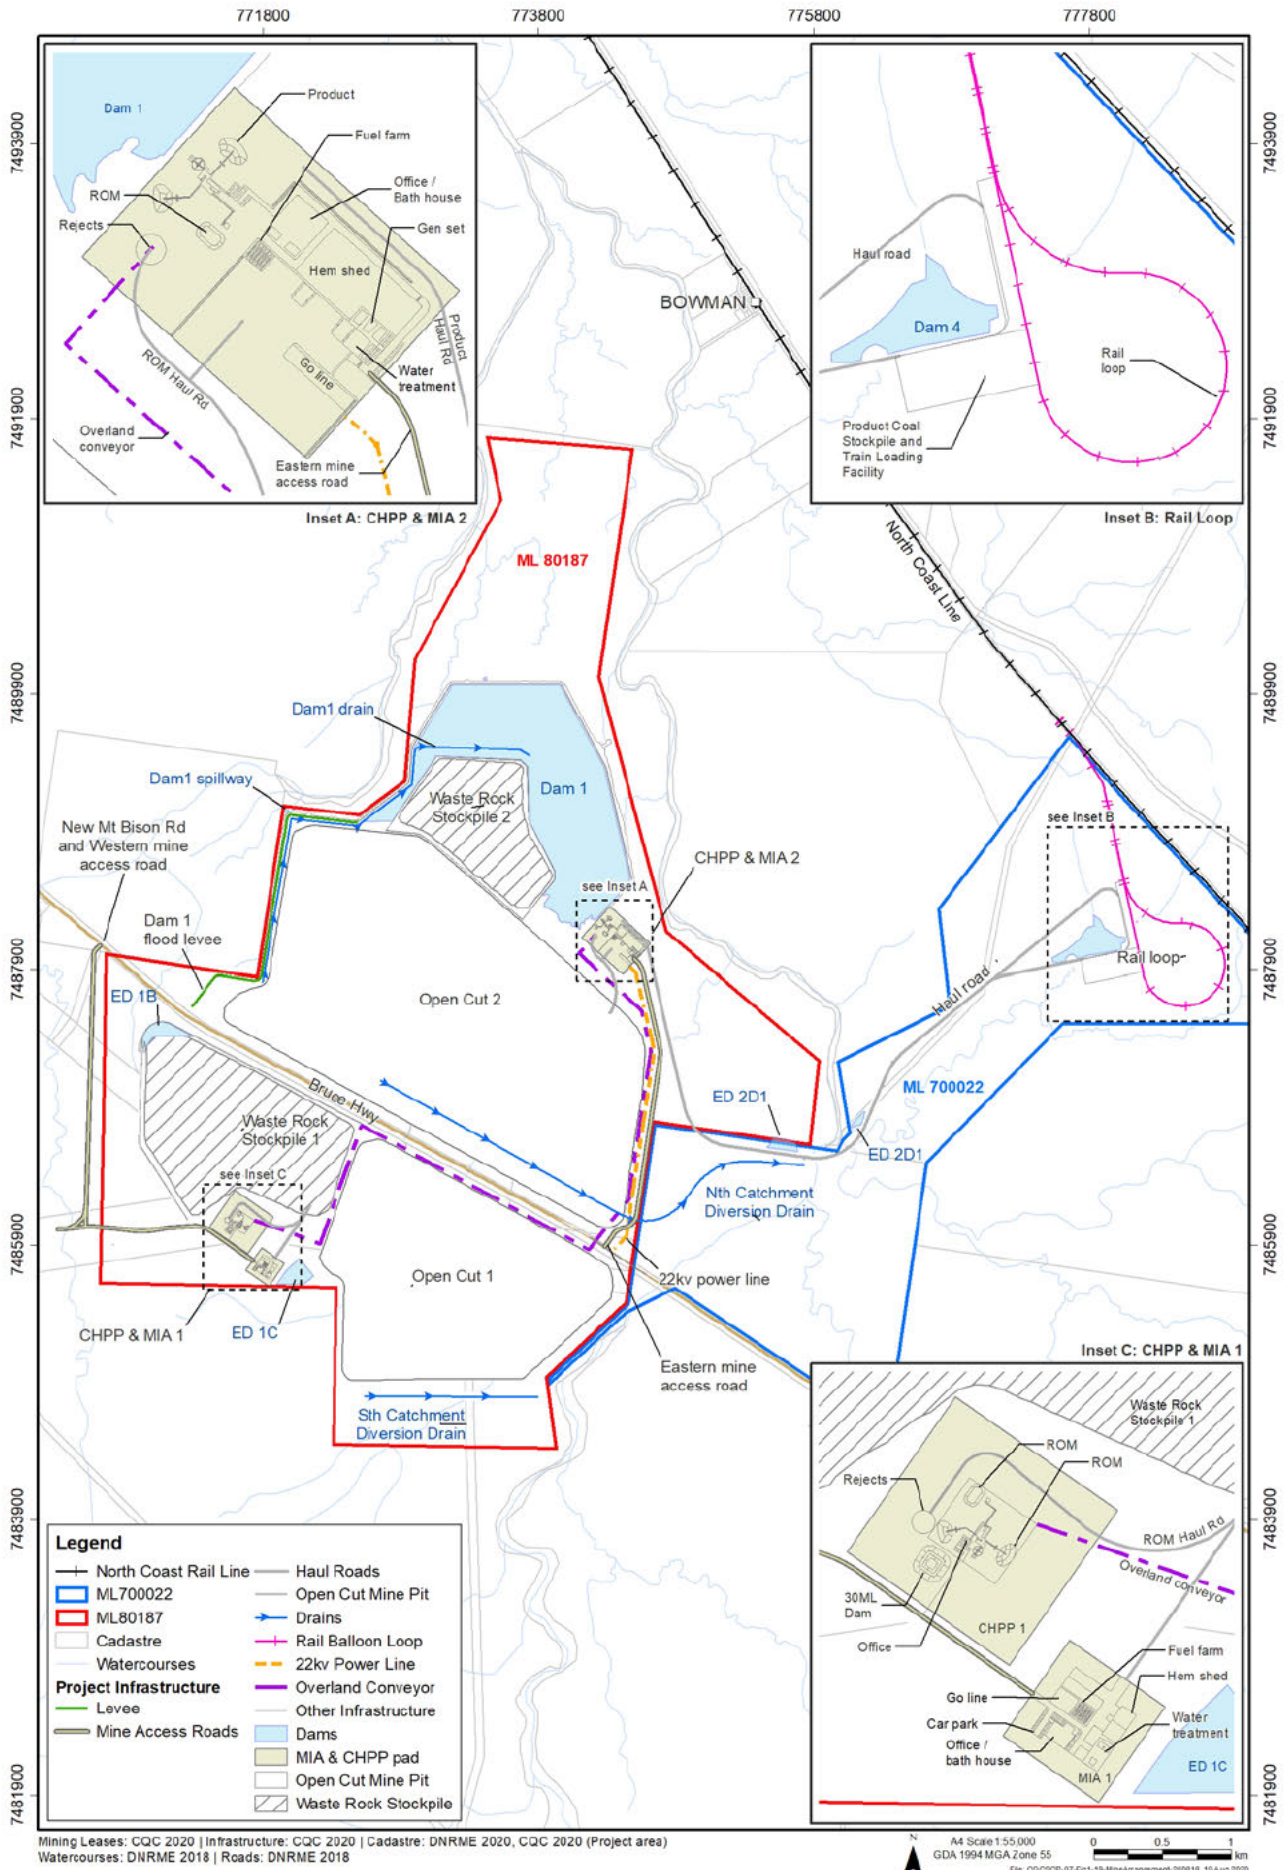 771800
773800
775800
777800
7493900
7491900
7489900
7487900
7485900
7483900
7481900
7493900
7491900
7489900
7487900
7485900
7483900
7481900
Dam 1
Product
Fuel farm
ROM
Office /
Bath house
Rejects
Gen set
Hem shed
Product
Haul Rd
ROM Haul Rd
Go line
Water
treatment
Overland
conveyor
Eastern mine
access road
Inset A: CHPP & MIA 2
BOWMAN
Haul road
Dam 4
Rail
loop
Product Coal
Stockpile and
Train Loading
Facility
Inset B: Rail Loop
North Coast Line
ML 80187
Dam1 drain
Dam1 spillway
Waste Rock
Stockpile 2
Dam 1
New Mt Bison Rd
and Western mine
access road
see Inset B
CHPP & MIA 2
see Inset A
Dam 1
flood levee
Rail loop
Haul road
ED 1B
Open Cut 2
Bruce Hwy
ML 700022
ED 2D1
ED 2D1
Waste Rock
Stockpile 1
see Inset C
Nth Catchment
Diversion Drain
Open Cut 1
22kv power line
CHPP & MIA 1
ED 1C
Eastern mine
access road
Sth Catchment
Diversion Drain
Inset C: CHPP & MIA 1
Waste Rock
Stockpile 1
ROM
ROM
Rejects
ROM Haul Rd
Overland conveyor
30ML
Dam
Office
CHPP 1
Fuel farm
Hem shed
Go line
Car park
Office /
bath house
Water
treatment
MIA 1
ED 1C
Legend
North Coast Rail Line
ML700022
ML80187
Cadastre
Watercourses
Project Infrastructure
Levee
Mine Access Roads
Haul Roads
Open Cut Mine Pit
Drains
Rail Balloon Loop
22kv Power Line
Overland Conveyor
Other Infrastructure
Dams
MIA & CHPP pad
Open Cut Mine Pit
Waste Rock Stockpile
Mining Leases: CQC 2020 | Infrastructure: CQC 2020 | Cadastre: DNRME 2020, CQC 2020 (Project area)
Watercourses: DNRME 2018 | Roads: DNRME 2018
N
A4 Scale 1:55,000
GDA 1994 MGA Zone 55
0 0.5 1
km